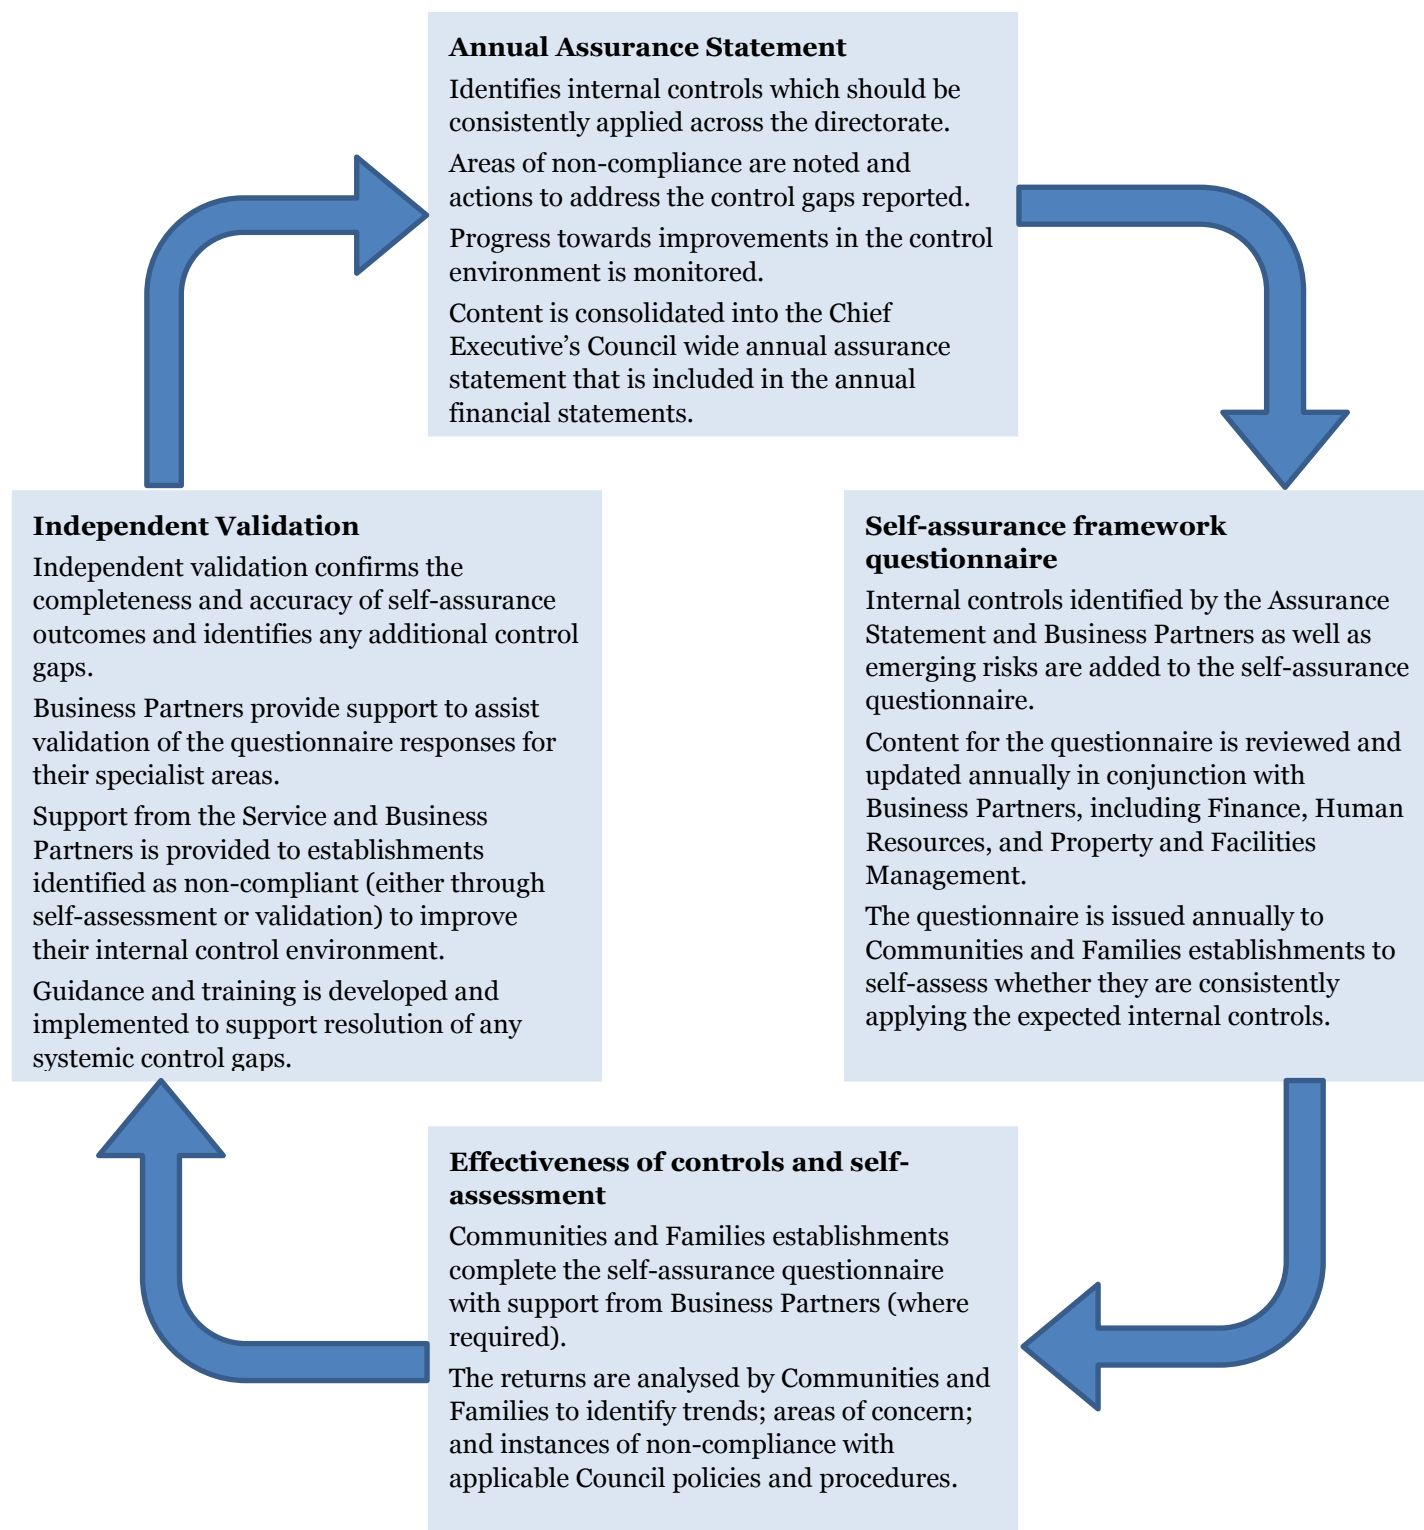 Annual Assurance Statement
Identifies internal controls which should be
consistently applied across the directorate.
Areas of non-compliance are noted and
actions to address the control gaps reported.
Progress towards improvements in the control
environment is monitored.
Content is consolidated into the Chief
Executive’s Council wide annual assurance
statement that is included in the annual
financial statements.
Self-assurance framework
questionnaire
Internal controls identified by the Assurance
Statement and Business Partners as well as
emerging risks are added to the self-assurance
questionnaire.
Content for the questionnaire is reviewed and
updated annually in conjunction with
Business Partners, including Finance, Human
Resources, and Property and Facilities
Management.
The questionnaire is issued annually to
Communities and Families establishments to
self-assess whether they are consistently
applying the expected internal controls.
Effectiveness of controls and self-
assessment
Communities and Families establishments
complete the self-assurance questionnaire
with support from Business Partners (where
required).
The returns are analysed by Communities and
Families to identify trends; areas of concern;
and instances of non-compliance with
applicable Council policies and procedures.
Independent Validation
Independent validation confirms the
completeness and accuracy of self-assurance
outcomes and identifies any additional control
gaps.
Business Partners provide support to assist
validation of the questionnaire responses for
their specialist areas.
Support from the Service and Business
Partners is provided to establishments
identified as non-compliant (either through
self-assessment or validation) to improve
their internal control environment.
Guidance and training is developed and
implemented to support resolution of any
systemic control gaps.